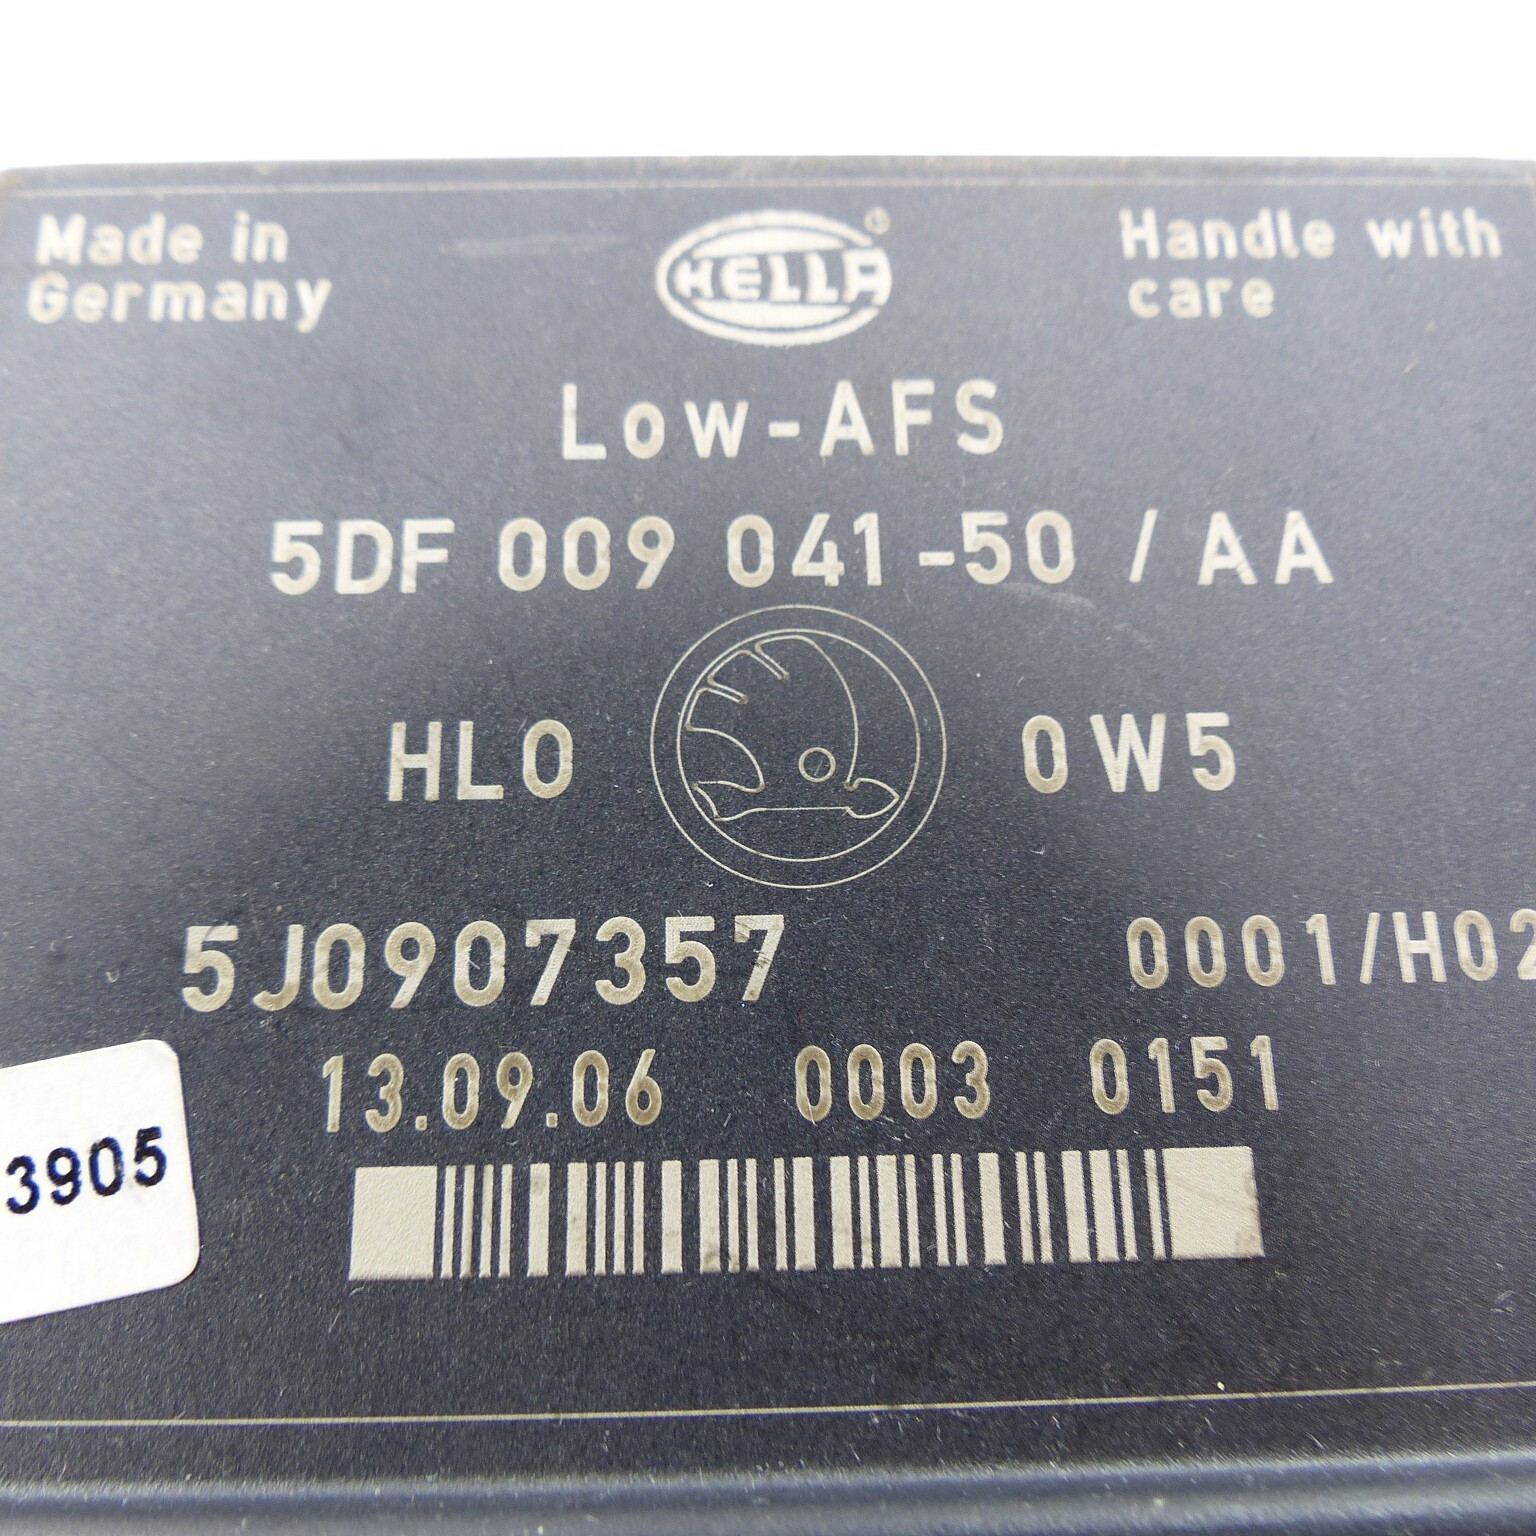 Made in
Germany
HELLA
Handle with
care
Low-AFS
5DF 009 041-50 / AA
HL0 0W5
5J0907357 0001/H02
13.09.06 0003 0151
3905